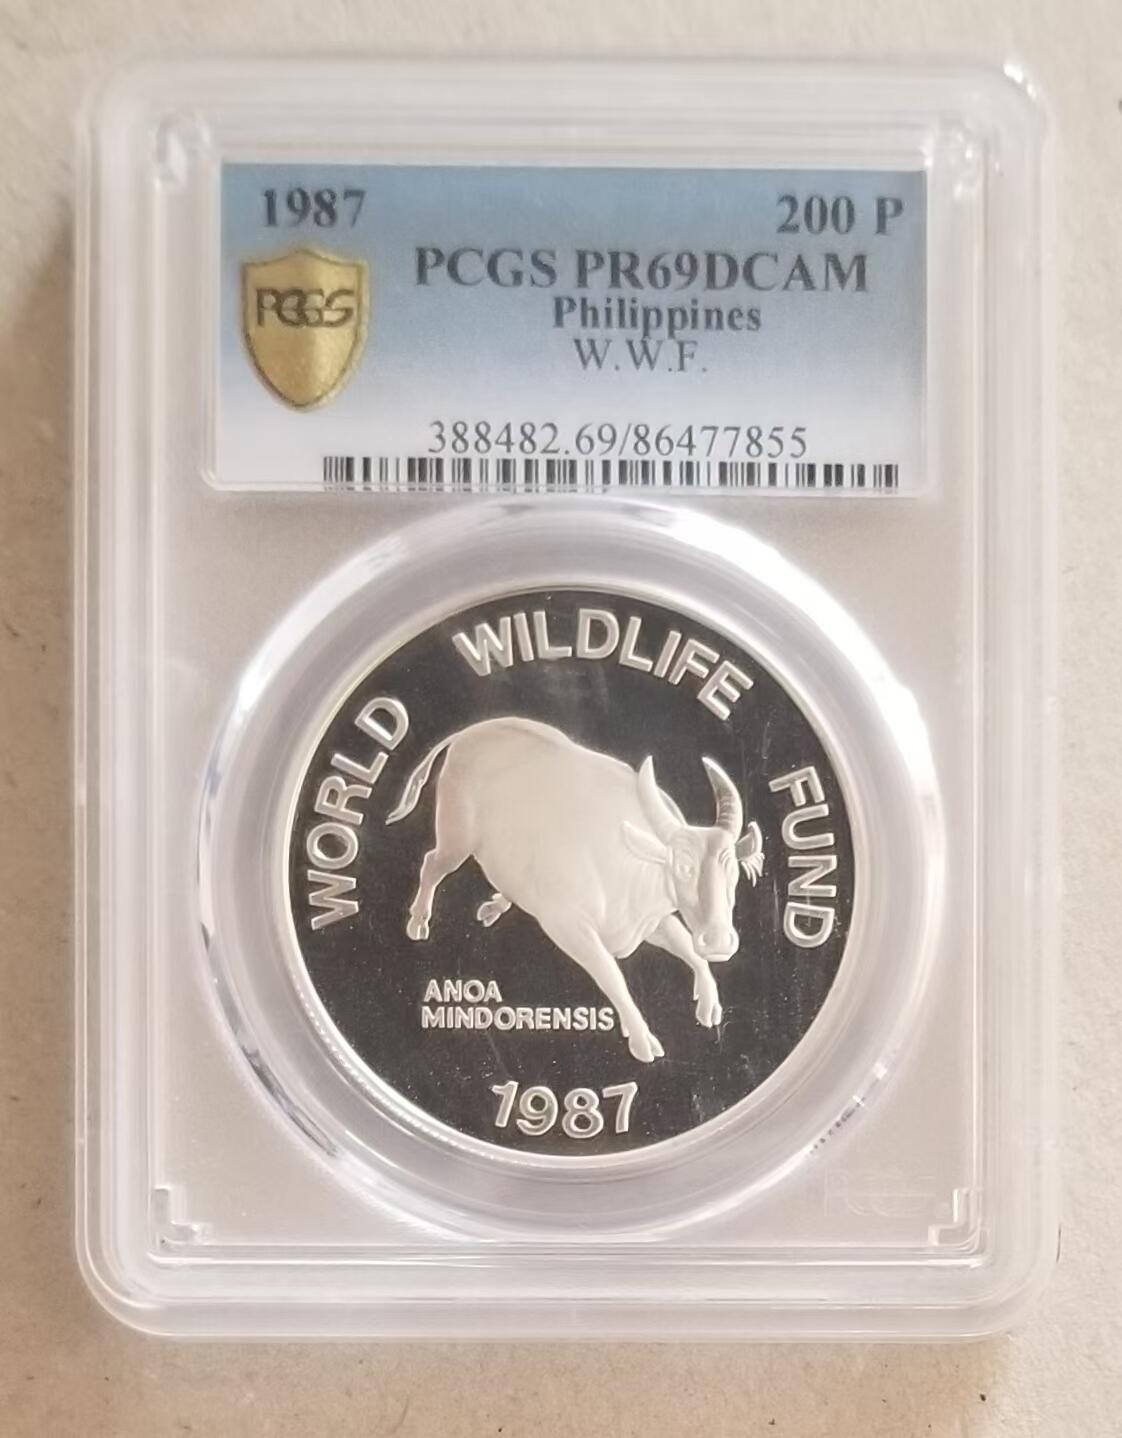 1987 200 P
PCGS PCGS PR69DCAM
Philippines
W.W.F.
388482.69/86477855
WORLD WILDLIFE FUND
ANOA
MINDORENSIS
1987